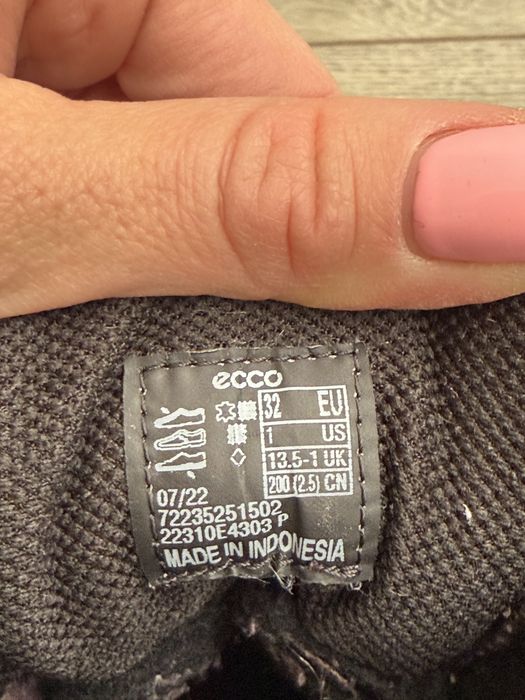 ecco
32 EU
1 US
13.5-1 UK
200 (2.5) CN
07/22
72235251502
22310E4303 P
MADE IN INDONESIA